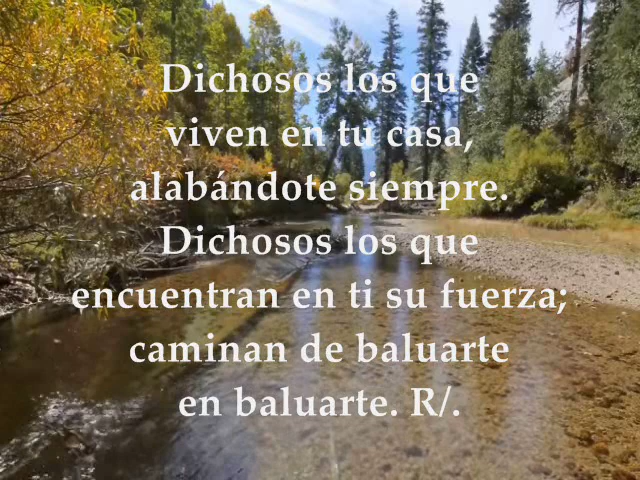 Dichosos los que
viven en tu casa,
alabándote siempre.
Dichosos los que
encuentran en ti su fuerza;
caminan de baluarte
en baluarte. R/.